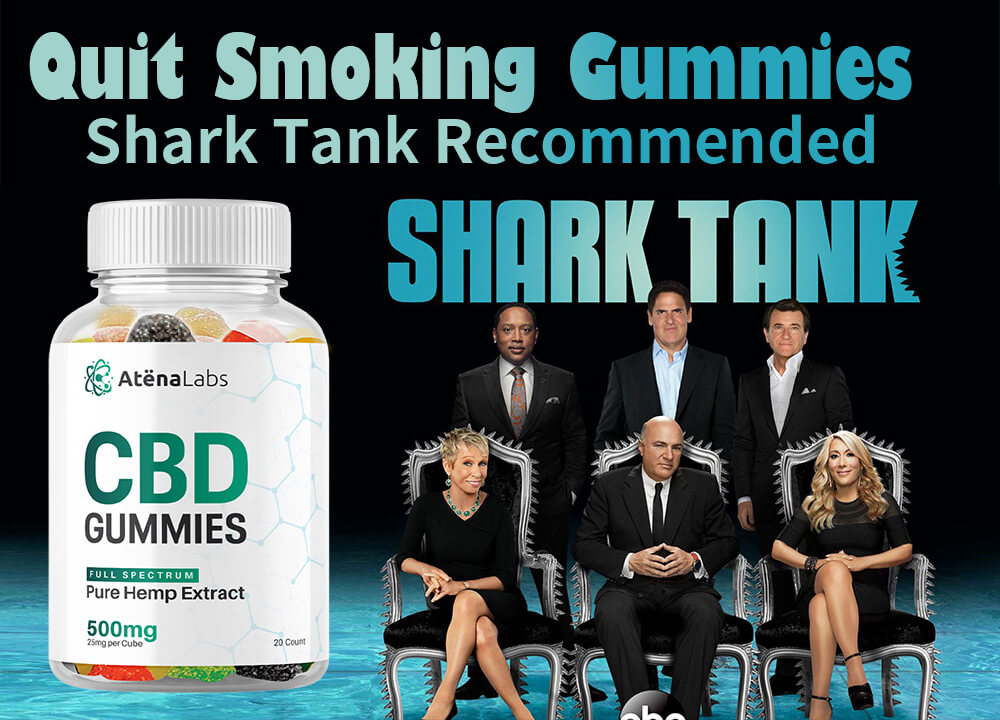 Quit Smoking Gummies
Shark Tank Recommended
SHARK TANK
AtënaLabs
CBD
GUMMIES
FULL SPECTRUM
Pure Hemp Extract
500mg
25mg per Cube
20 Count
abc